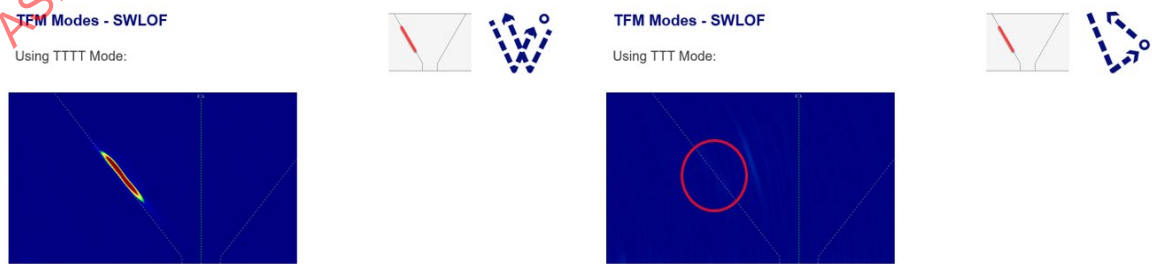 TFM Modes - SWLOF
Using TTTT Mode:
TFM Modes - SWLOF
Using TTT Mode: